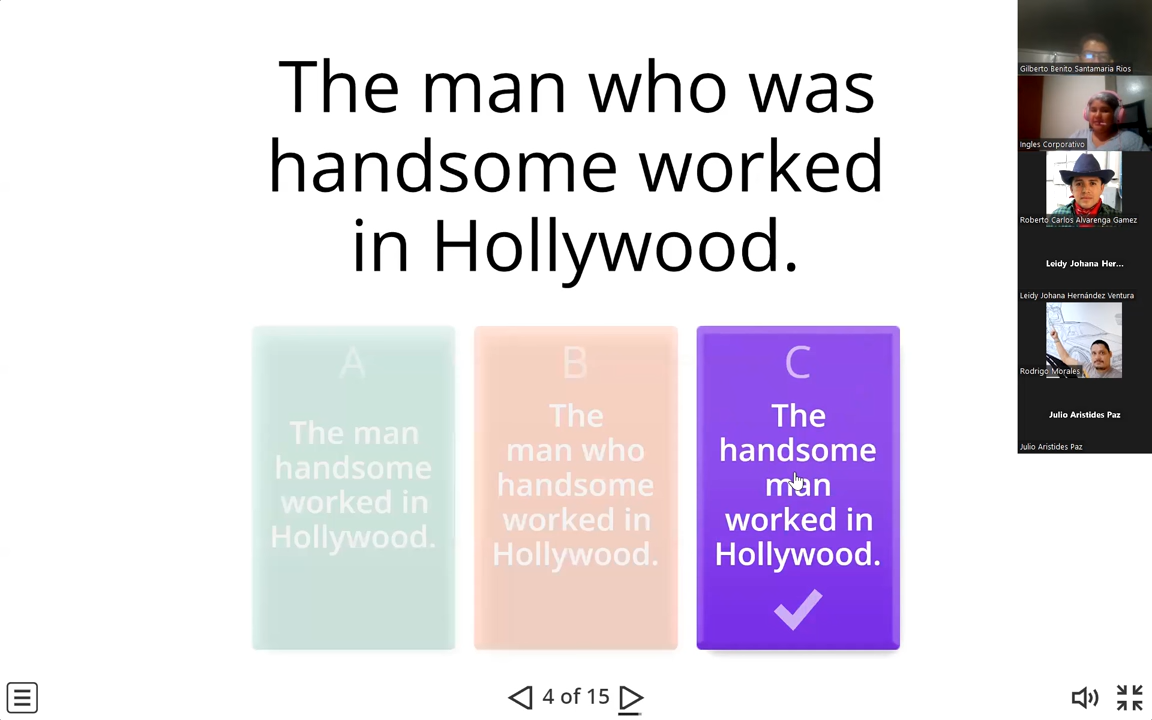 The man who was
handsome worked
in Hollywood.
A
The man
handsome
worked in
Hollywood.
B
The
man who
handsome
worked in
Hollywood.
C
The
handsome
man
worked in
Hollywood.
4 of 15
Gilberto Benito Santamaria Rios
Ingles Corporativo
Roberto Carlos Alvarenga Gamez
Leidy Johana Her...
Leidy Johana Hernández Ventura
Rodrigo Morales
Julio Aristides Paz
Julio Aristides Paz